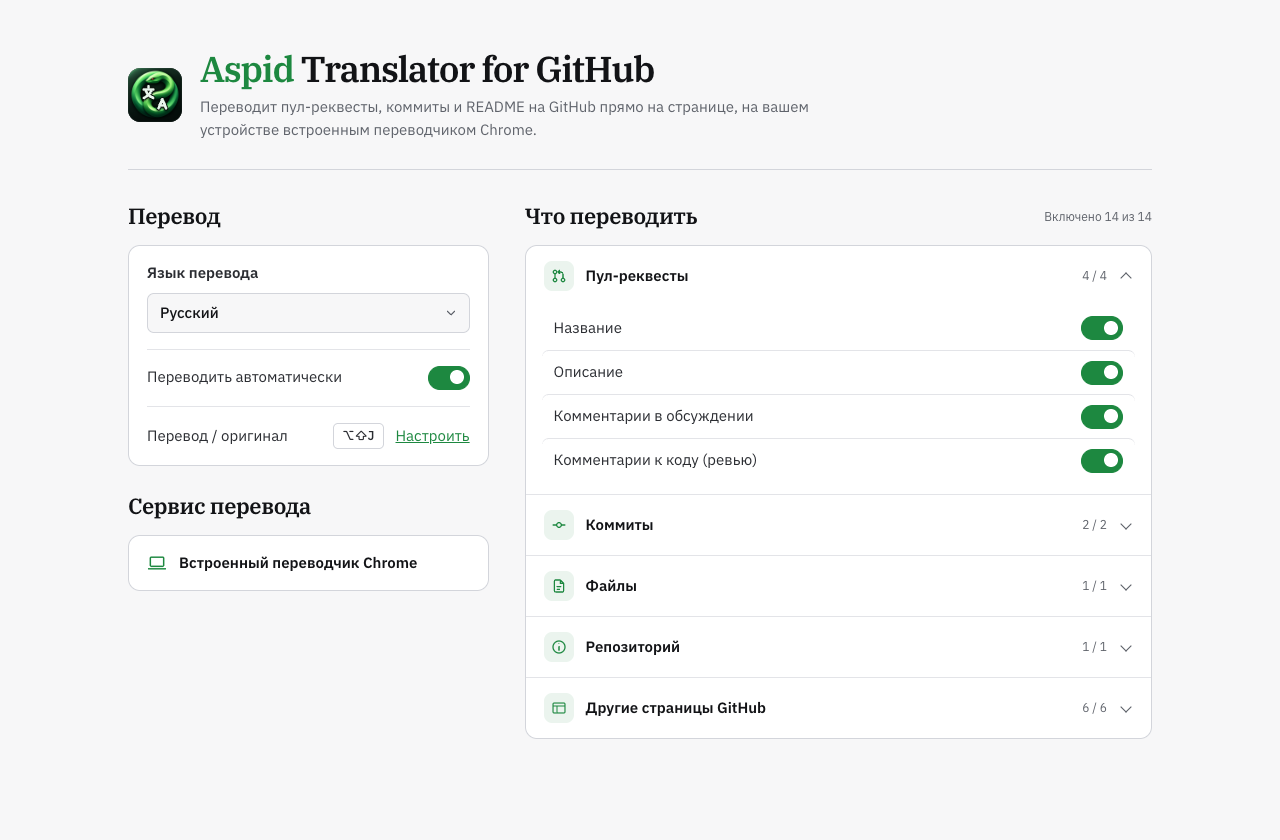 Aspid Translator for GitHub
Переводит пул-реквесты, коммиты и README на GitHub прямо на странице, на вашем
устройстве встроенным переводчиком Chrome.
Перевод
Язык перевода
Русский
Переводить автоматически
Перевод / оригинал
⌥⇧J
Настроить
Сервис перевода
Встроенный переводчик Chrome
Что переводить
Включено 14 из 14
Пул-реквесты
4 / 4
Название
Описание
Комментарии в обсуждении
Комментарии к коду (ревью)
Коммиты
2 / 2
Файлы
1 / 1
Репозиторий
1 / 1
Другие страницы GitHub
6 / 6